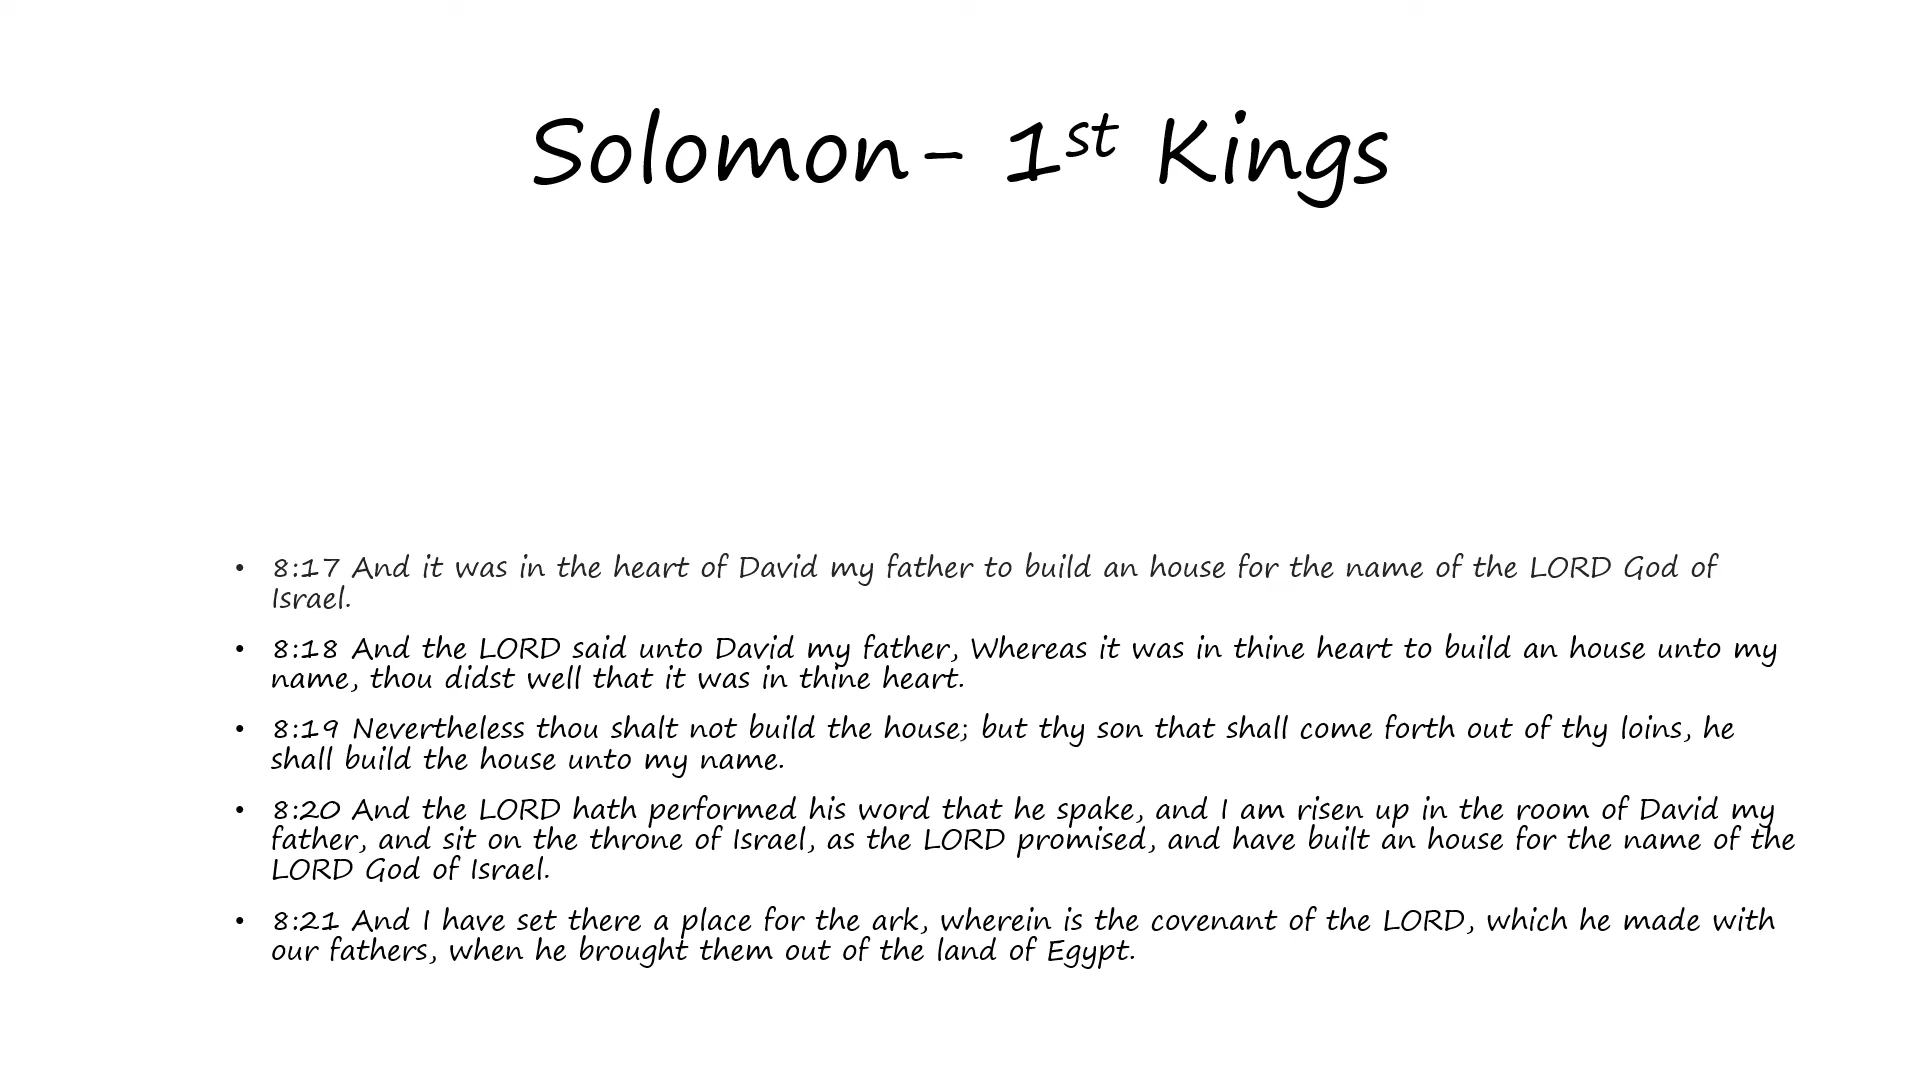 Solomon- 1st Kings
• 8:17 And it was in the heart of David my father to build an house for the name of the LORD God of
Israel.
• 8:18 And the LORD said unto David my father, Whereas it was in thine heart to build an house unto my
name, thou didst well that it was in thine heart.
• 8:19 Nevertheless thou shalt not build the house; but thy son that shall come forth out of thy loins, he
shall build the house unto my name.
• 8:20 And the LORD hath performed his word that he spake, and I am risen up in the room of David my
father, and sit on the throne of Israel, as the LORD promised, and have built an house for the name of the
LORD God of Israel.
• 8:21 And I have set there a place for the ark, wherein is the covenant of the LORD, which he made with
our fathers, when he brought them out of the land of Egypt.